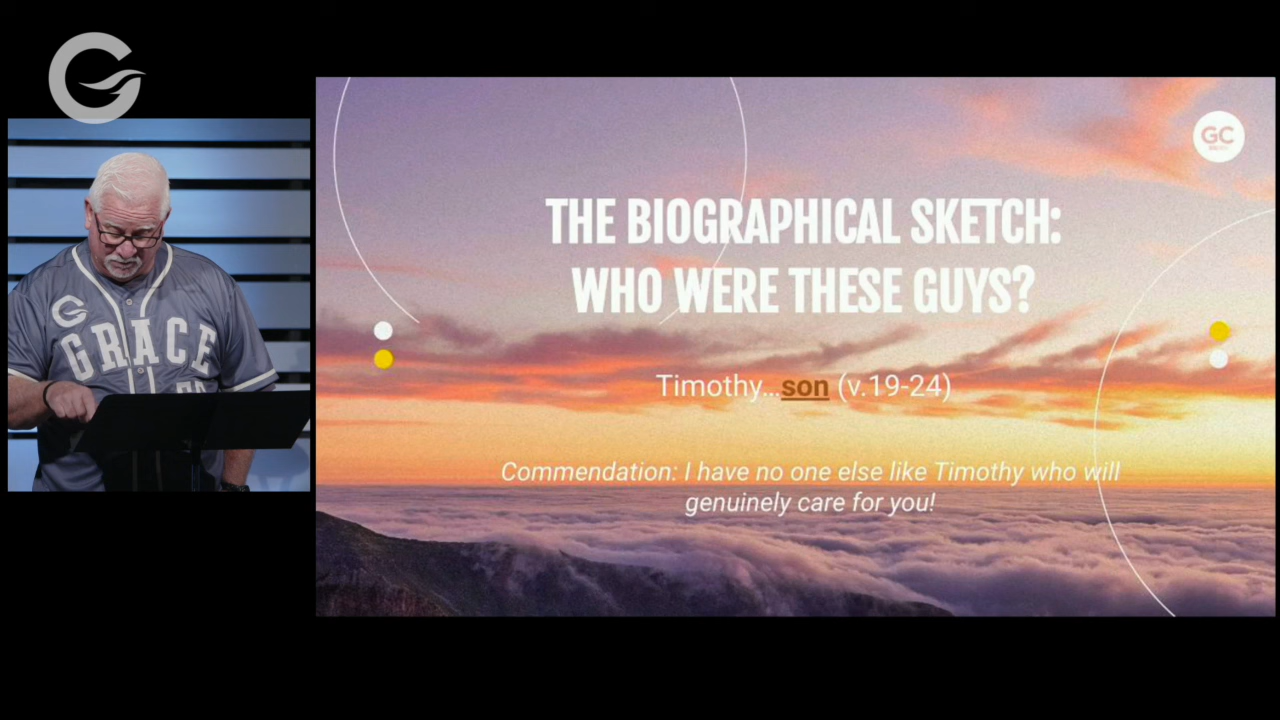 GRACE
GC
THE BIOGRAPHICAL SKETCH:
WHO WERE THESE GUYS?
Timothy...son (v.19-24)
Commendation: I have no one else like Timothy who will
genuinely care for you!